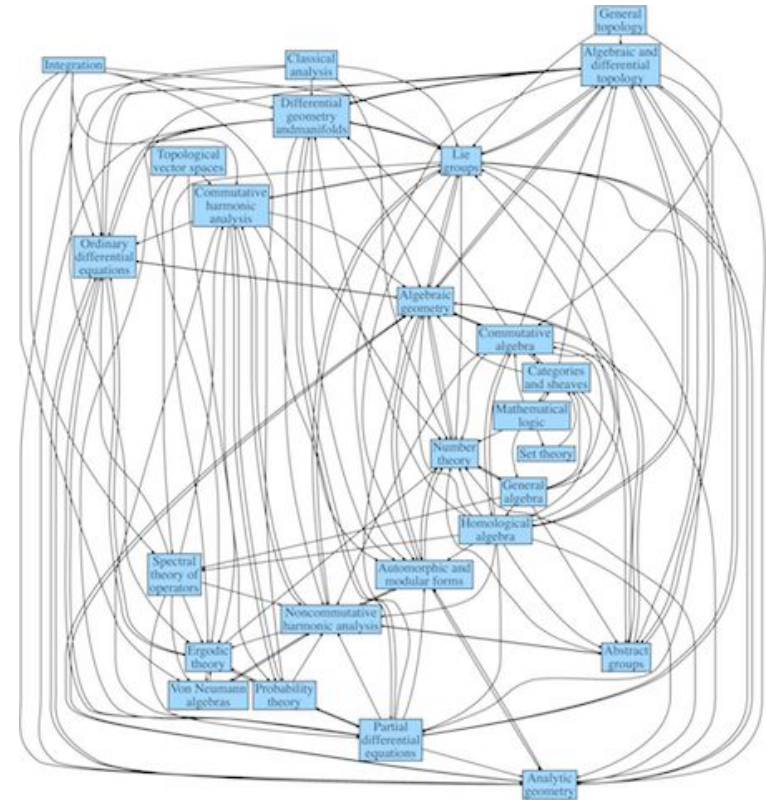 General
topology
Integration
Classical
analysis
Algebraic and
differential
topology
Differential
geometry
andmanifolds
Topological
vector spaces
Lie
groups
Commutative
harmonic
analysis
Ordinary
differential
equations
Algebraic
geometry
Commutative
algebra
Categories
and sheaves
Mathematical
logic
Number
theory
Set theory
General
algebra
Homological
algebra
Spectral
theory of
operators
Automorphic and
modular forms
Noncommutative
harmonic analysis
Ergodic
theory
Abstract
groups
Von Neumann
algebras
Probability
theory
Partial
differential
equations
Analytic
geometry